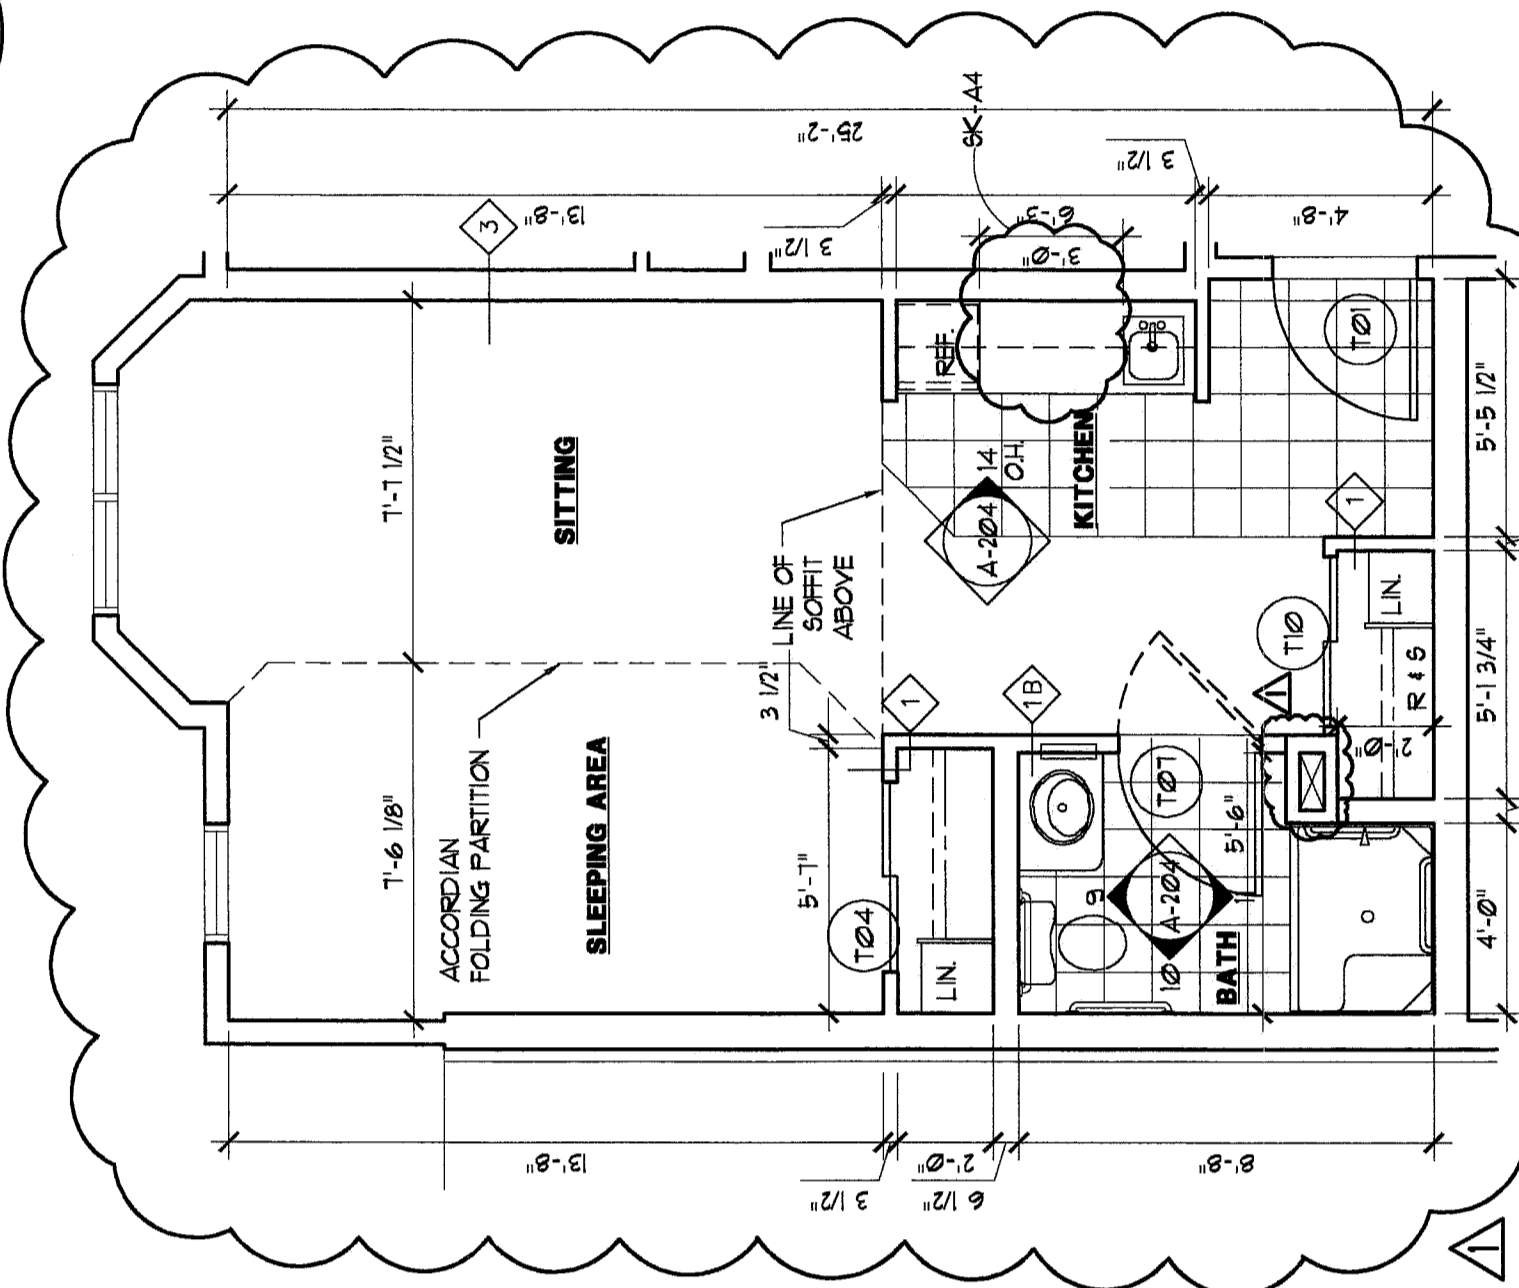 25'-2"
SK-A4
13'-8"
3 1/2"
6'-3"
3'-0"
3 1/2"
4'-8"
3
REF.
T01
7'-7 1/2"
SITTING
LINE OF
SOFFIT
ABOVE
A-204
14
O.H.
KITCHEN
5'-5 1/2"
1
LIN.
T10
R & S
5'-1 3/4"
2'-0"
1
3 1/2"
1
1B
7'-6 1/8"
ACCORDIAN
FOLDING PARTITION
SLEEPING AREA
5'-7"
T04
LIN.
T07
5'-6"
9
A-204
11
10
BATH
4'-0"
13'-8"
3 1/2"
2'-0"
6 1/2"
8'-8"
1